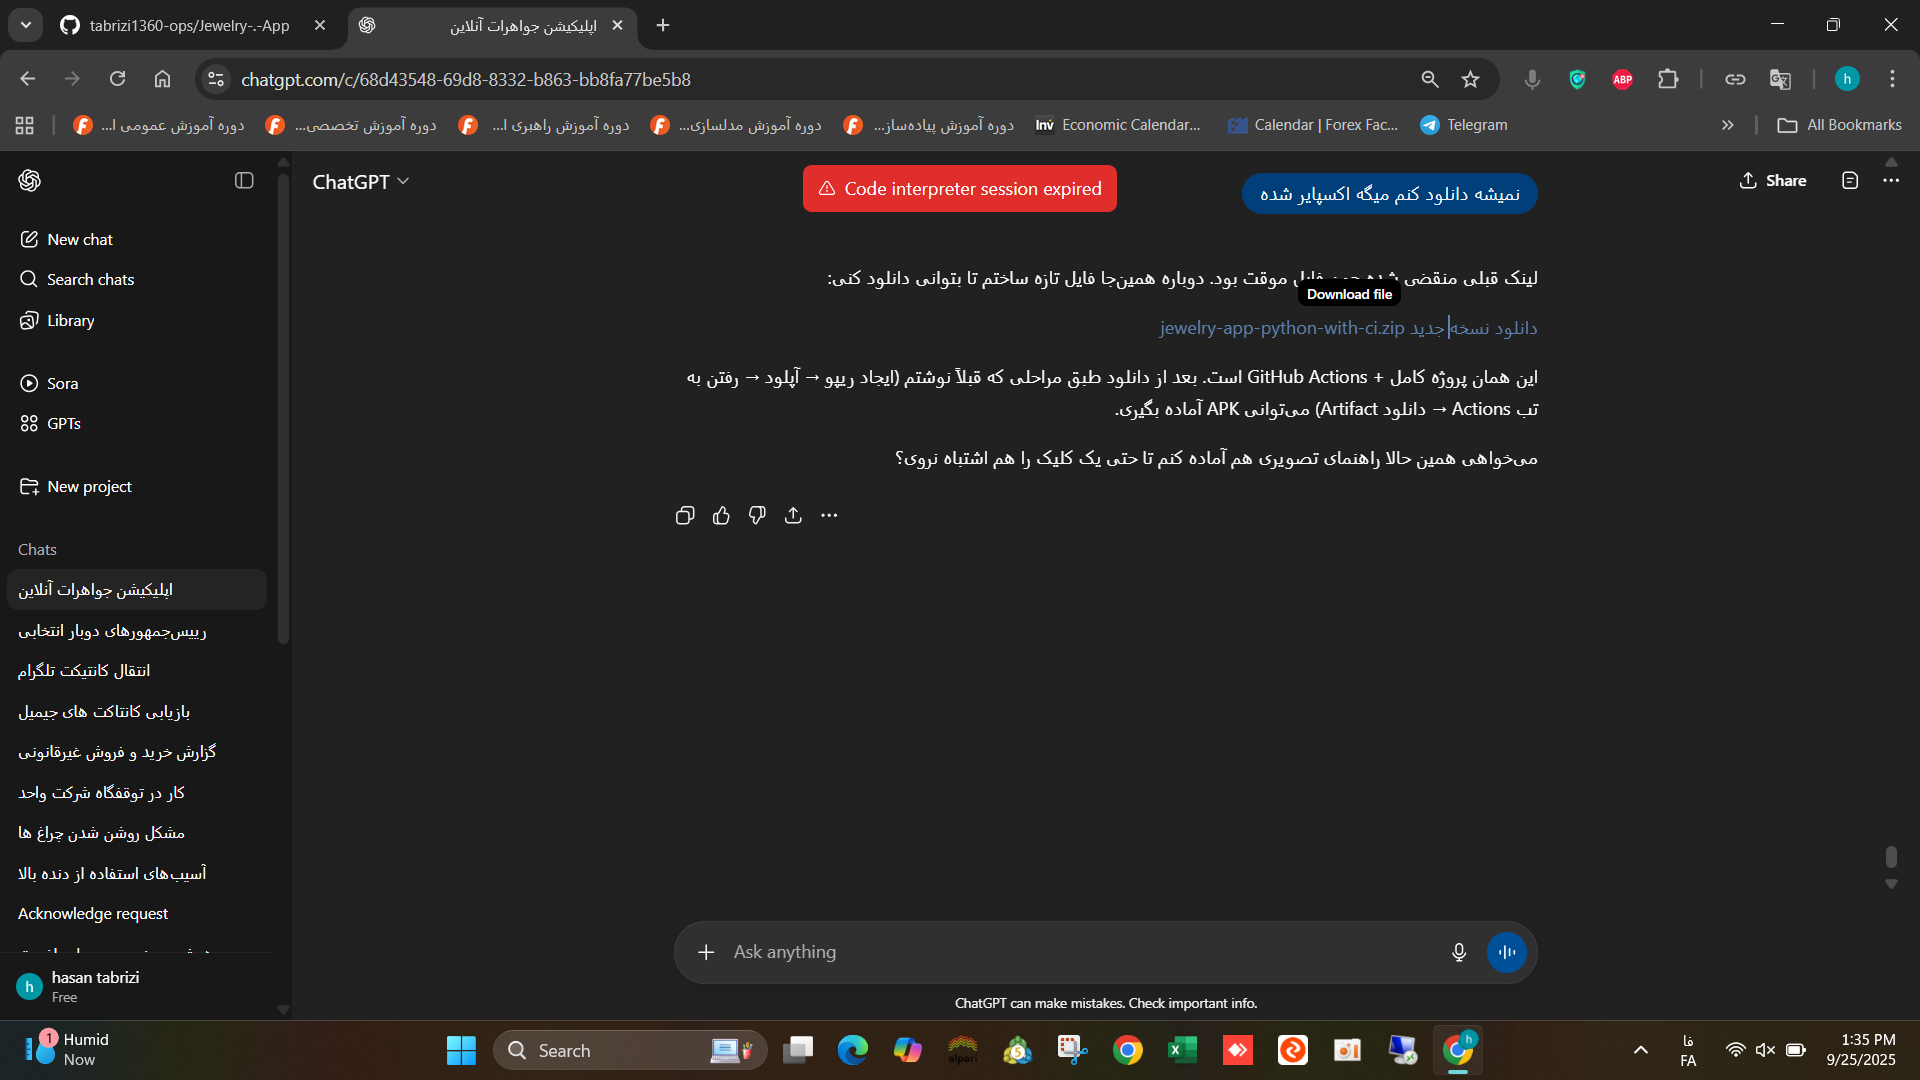 tabrizi1360-ops/Jewelry-.-App
اپلیکیشن جواهرات آنلاین
chatgpt.com/c/68d43548-69d8-8332-b863-bb8fa77be5b8
ABP
h
دوره آموزش عمومی ا...
دوره آموزش تخصصی...
دوره آموزش راهبری ا...
دوره آموزش مدلسازی...
دوره آموزش پیاده‌ساز...
Inv
Economic Calendar...
Calendar | Forex Fac...
Telegram
All Bookmarks
ChatGPT
Code interpreter session expired
نمیشه دانلود کنم میگه اکسپایر شده
Share
New chat
Search chats
Library
Sora
GPTs
New project
Chats
اپلیکیشن جواهرات آنلاین
رییس‌جمهورهای دوبار انتخابی
انتقال کانتیکت تلگرام
بازیابی کانتاکت های جیمیل
گزارش خرید و فروش غیرقانونی
کار در توقفگاه شرکت واحد
مشکل روشن شدن چراغ ها
آسیب‌های استفاده از دنده بالا
Acknowledge request
h
hasan tabrizi
Free
لینک قبلی منقضی شده چون فایل موقت بود. دوباره همین‌جا فایل تازه ساختم تا بتوانی دانلود کنی:
Download file
دانلود نسخه جدید jewelry-app-python-with-ci.zip
این همان پروژه کامل + GitHub Actions است. بعد از دانلود طبق مراحلی که قبلاً نوشتم (ایجاد ریپو → آپلود → رفتن به
تب Actions → دانلود Artifact) می‌توانی APK آماده بگیری.
می‌خواهی همین حالا راهنمای تصویری هم آماده کنم تا حتی یک کلیک را هم اشتباه نروی؟
Ask anything
ChatGPT can make mistakes. Check important info.
1
Humid
Now
Search
alpari
5
h
فا
FA
1:35 PM
9/25/2025